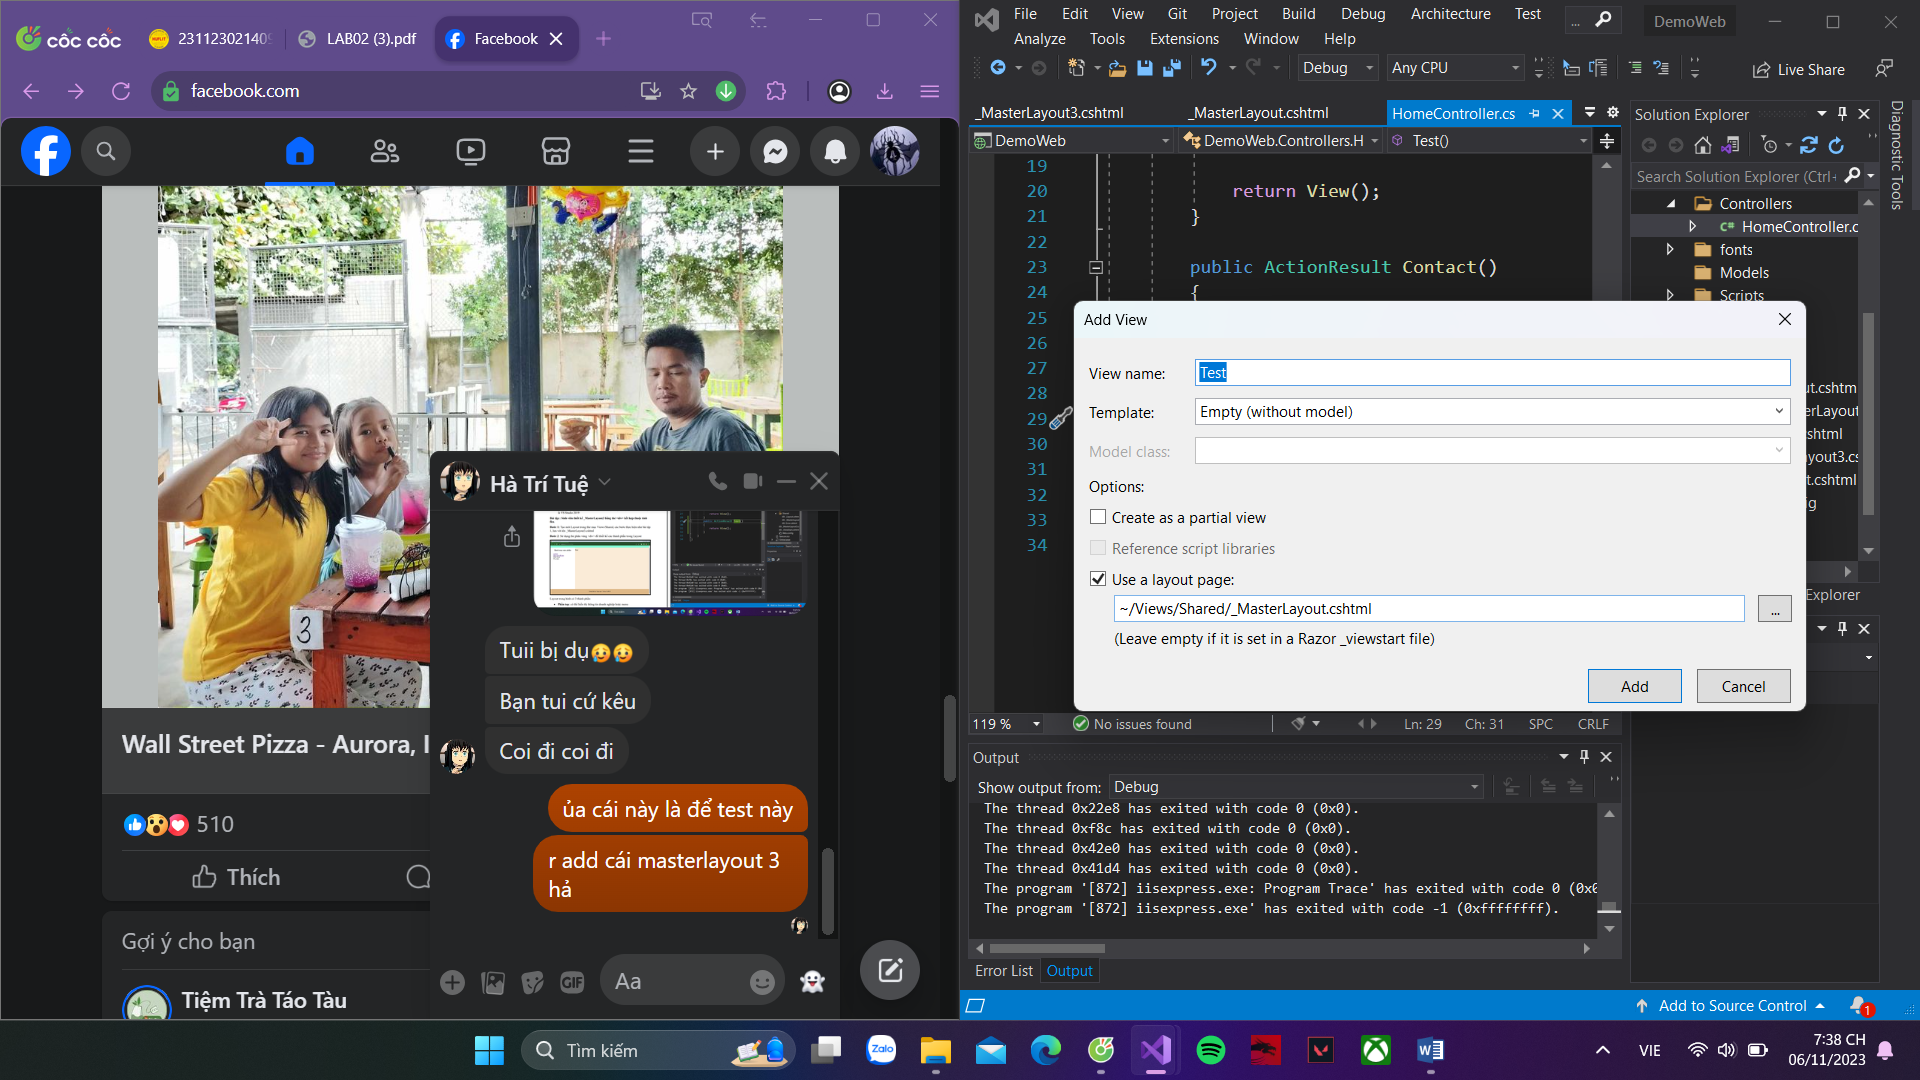 cốc cốc
231123021409
LAB02 (3).pdf
Facebook
facebook.com
3
Wall Street Pizza - Aurora, I
510
Thích
Gợi ý cho bạn
Tiệm Trà Táo Tàu
Hà Trí Tuệ
Tuii bị dụ🥲🥲
Bạn tui cứ kêu
Coi đi coi đi
ủa cái này là để test này
r add cái masterlayout 3
hả
GIF
Aa
File Edit View Git Project Build Debug Architecture Test
Analyze Tools Extensions Window Help
...
DemoWeb
Debug
Any CPU
Live Share
_MasterLayout3.cshtml
_MasterLayout.cshtml
HomeController.cs
DemoWeb
DemoWeb.Controllers.H
Test()
19
20 return View();
21 }
22
23 public ActionResult Contact()
24 {
25
26
27
28
29
30
31
32
33
34
119 %
No issues found
Ln: 29 Ch: 31 SPC CRLF
Solution Explorer
Search Solution Explorer (Ctrl+
Controllers
HomeController.c
fonts
Models
Scripts
ut.cshtm
erLayout
shtml
yout3.cs
t.cshtml
ig
Explorer
Diagnostic Tools
Add View
View name: Test
Template: Empty (without model)
Model class:
Options:
Create as a partial view
Reference script libraries
Use a layout page:
~/Views/Shared/_MasterLayout.cshtml
...
(Leave empty if it is set in a Razor _viewstart file)
Add
Cancel
Output
Show output from: Debug
The thread 0x22e8 has exited with code 0 (0x0).
The thread 0xf8c has exited with code 0 (0x0).
The thread 0x42e0 has exited with code 0 (0x0).
The thread 0x41d4 has exited with code 0 (0x0).
The program '[872] iisexpress.exe: Program Trace' has exited with code 0 (0x
The program '[872] iisexpress.exe' has exited with code -1 (0xffffffff).
Error List Output
Add to Source Control
1
Tìm kiếm
Zalo
VIE
7:38 CH
06/11/2023